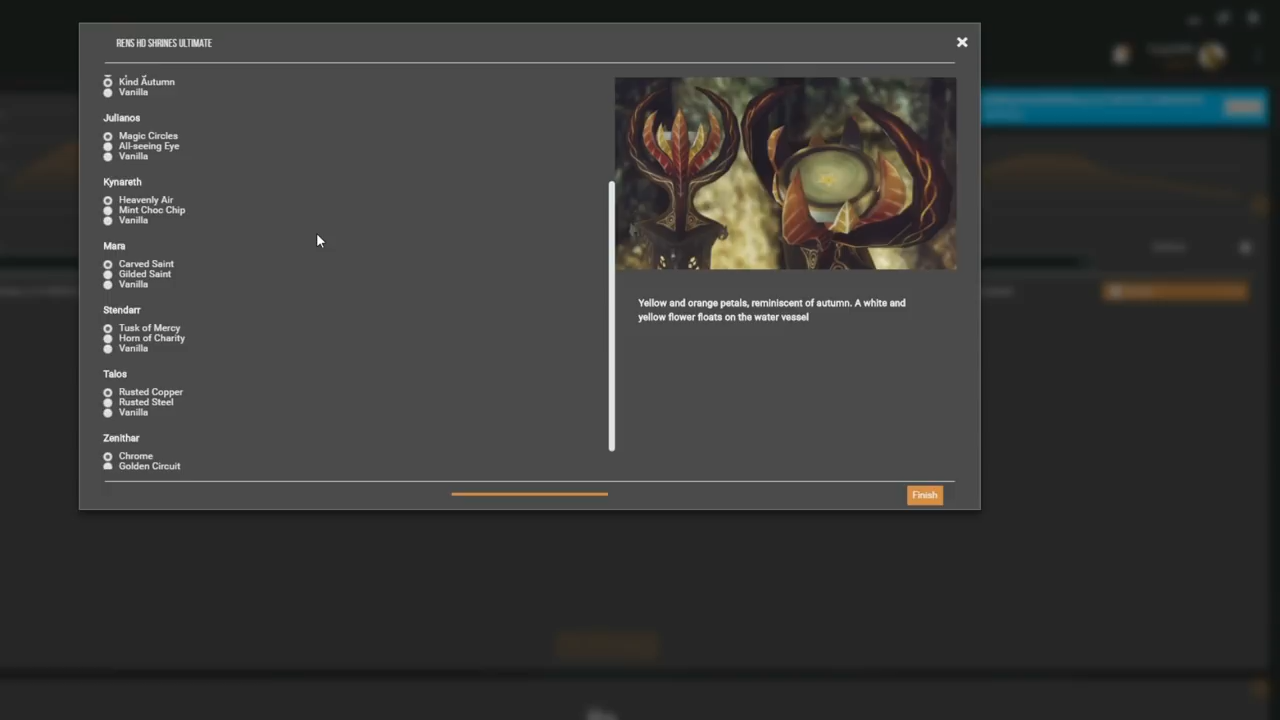 RENS HD SHRINES ULTIMATE
Kind Autumn
Vanilla
Julianos
Magic Circles
All-seeing Eye
Vanilla
Kynareth
Heavenly Air
Mint Choc Chip
Vanilla
Mara
Carved Saint
Gilded Saint
Vanilla
Stendarr
Tusk of Mercy
Horn of Charity
Vanilla
Talos
Rusted Copper
Rusted Steel
Vanilla
Zenithar
Chrome
Golden Circuit
Yellow and orange petals, reminiscent of autumn. A white and
yellow flower floats on the water vessel
Finish